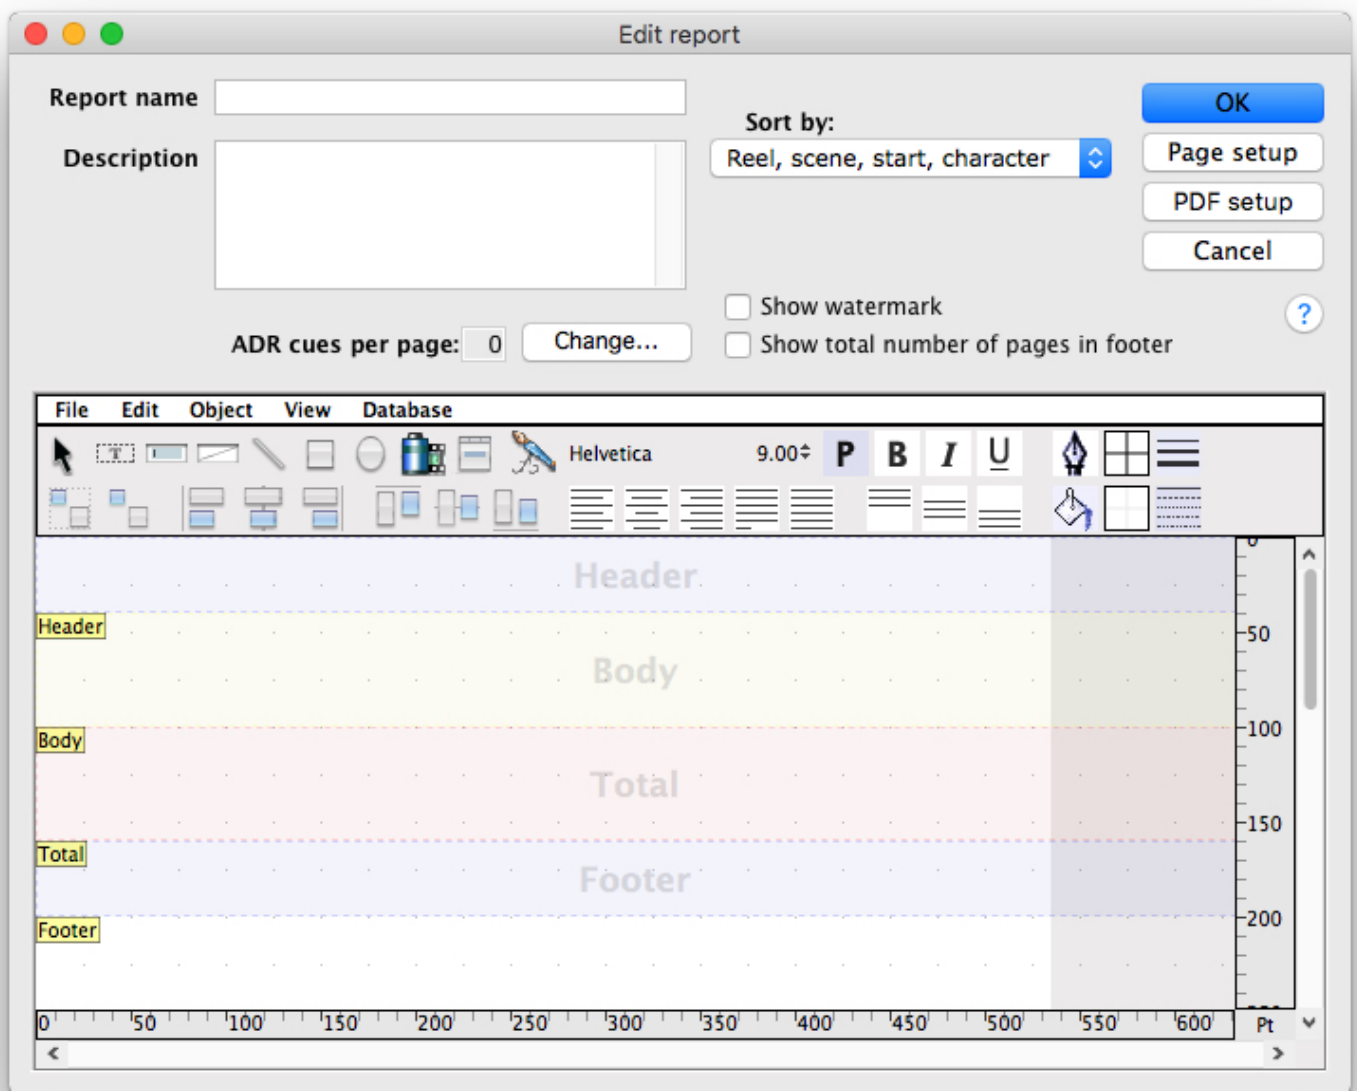 Edit report
Report name
Sort by:
OK
Reel, scene, start, character
Page setup
Description
PDF setup
Cancel
Show watermark
?
ADR cues per page: 0 Change...
Show total number of pages in footer
File Edit Object View Database
T Helvetica 9.00 P B I U
0
Header
Header
50
Body
100
Body
Total
150
Total
Footer
200
Footer
0 50 100 150 200 250 300 350 400 450 500 550 600 Pt